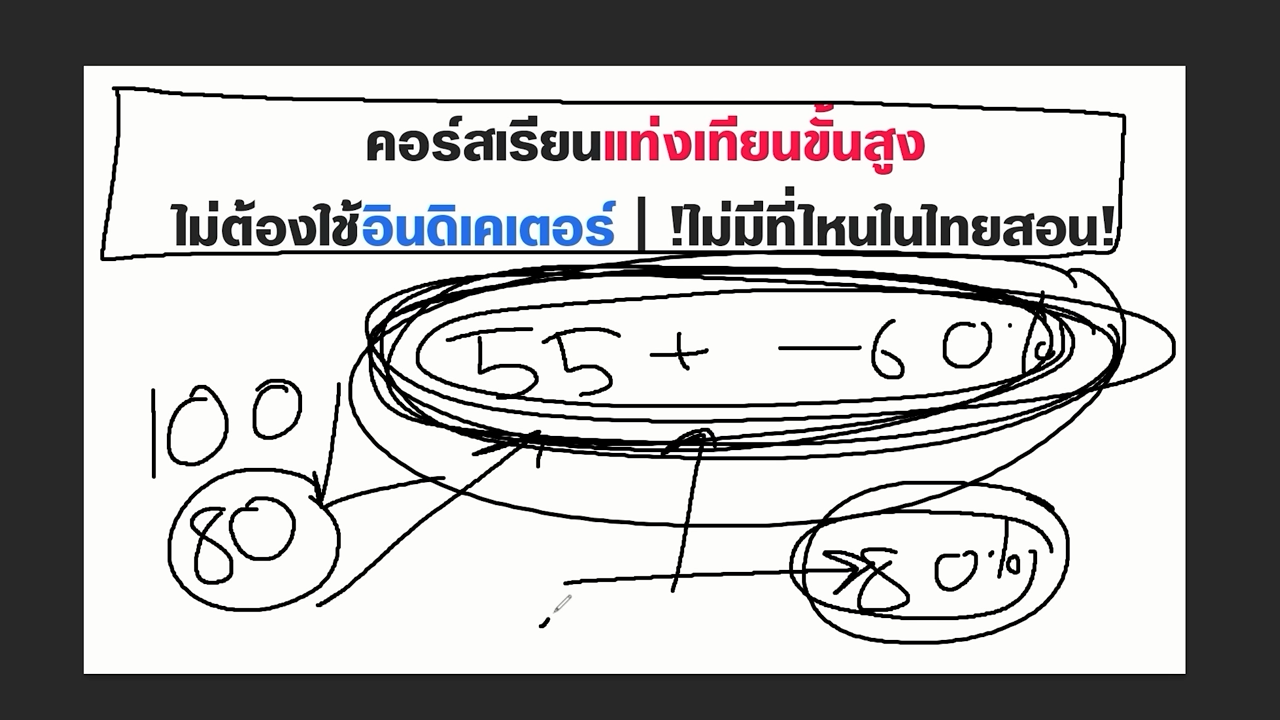 คอร์สเรียนแท่งเทียนขั้นสูง
ไม่ต้องใช้อินดิเคเตอร์ | !ไม่มีที่ไหนในไทยสอน!
55 + - 60%
100
80
80%